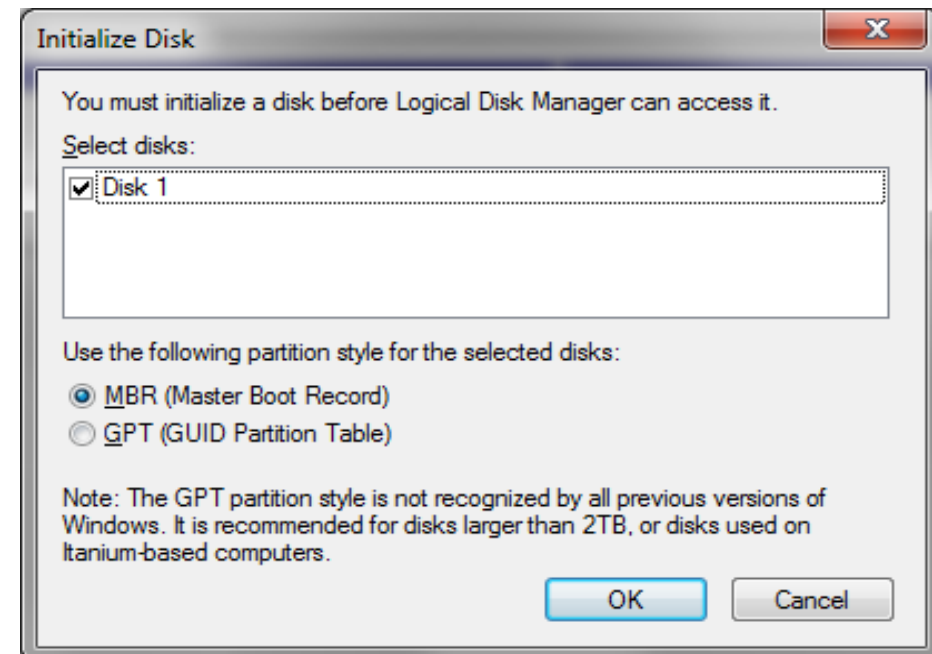 Initialize Disk
You must initialize a disk before Logical Disk Manager can access it.
Select disks:
Disk 1
Use the following partition style for the selected disks:
MBR (Master Boot Record)
GPT (GUID Partition Table)
Note: The GPT partition style is not recognized by all previous versions of
Windows. It is recommended for disks larger than 2TB, or disks used on
Itanium-based computers.
OK Cancel